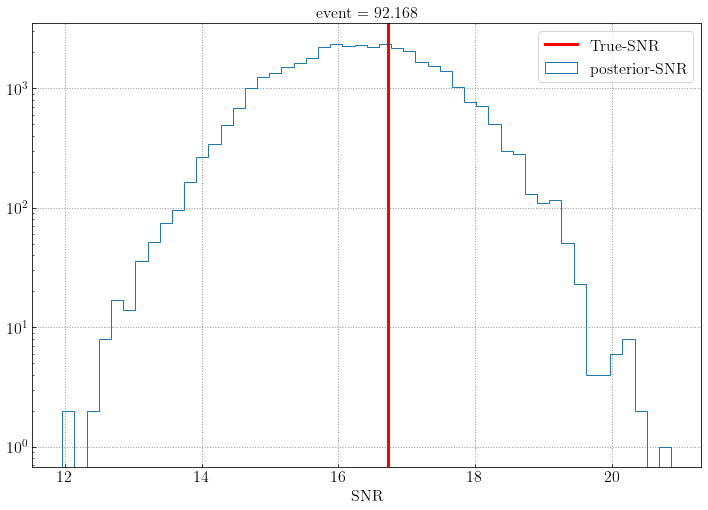 event = 92.168
True-SNR
posterior-SNR
10³
10²
10¹
10⁰
12 14 16 18 20
SNR